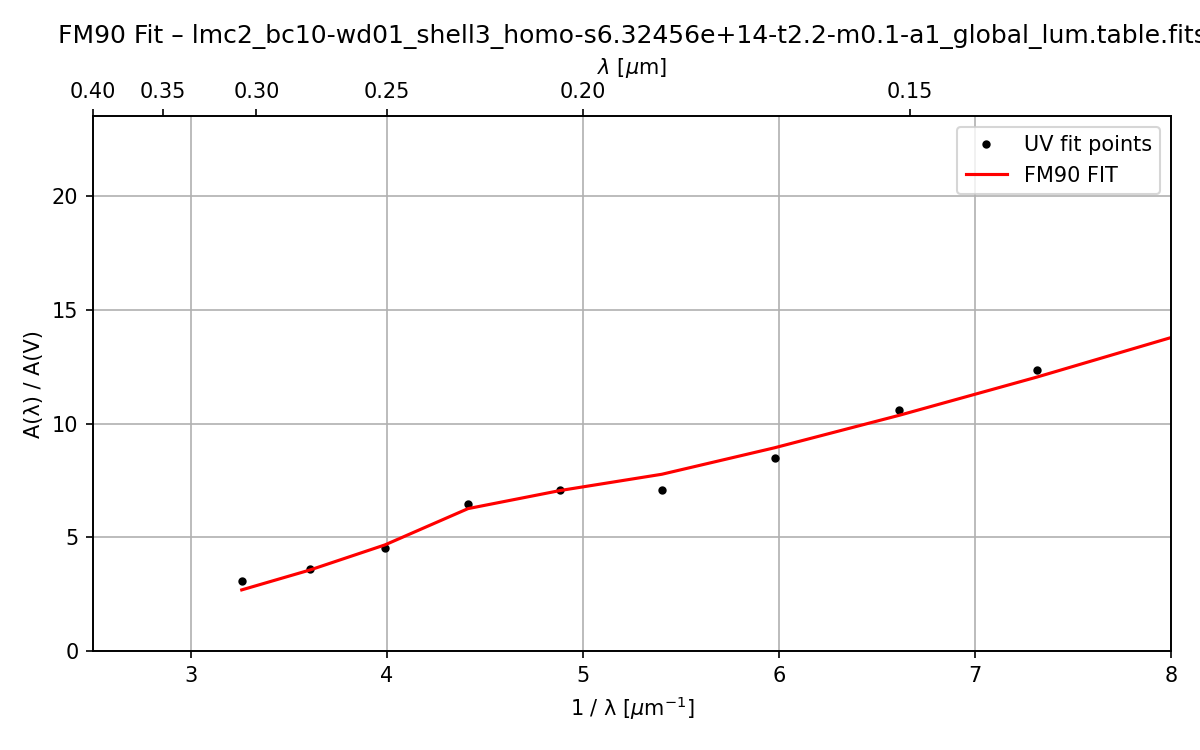 FM90 Fit – lmc2_bc10-wd01_shell3_homo-s6.32456e+14-t2.2-m0.1-a1_global_lum.table.fits
λ [μm]
0.40 0.35 0.30 0.25 0.20 0.15
UV fit points
FM90 FIT
20
15
10
5
0
A(λ) / A(V)
3 4 5 6 7 8
1 / λ [μm⁻¹]